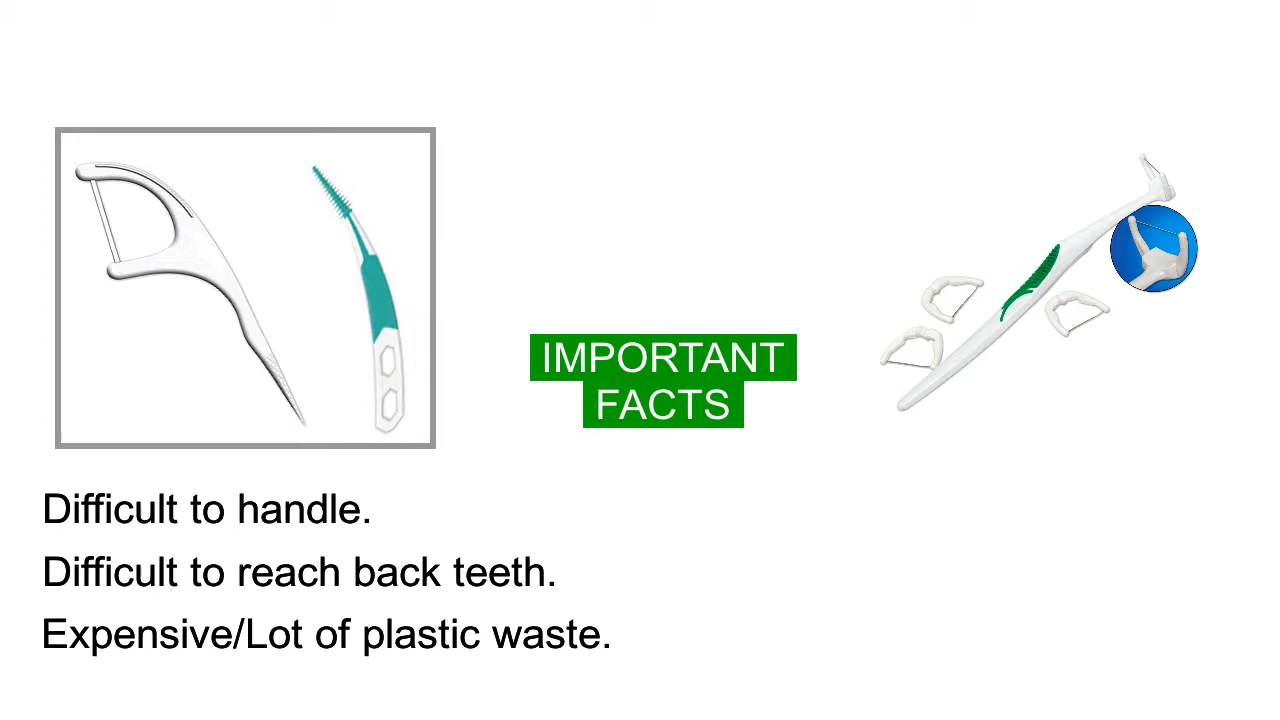 IMPORTANT
FACTS
Difficult to handle.
Difficult to reach back teeth.
Expensive/Lot of plastic waste.